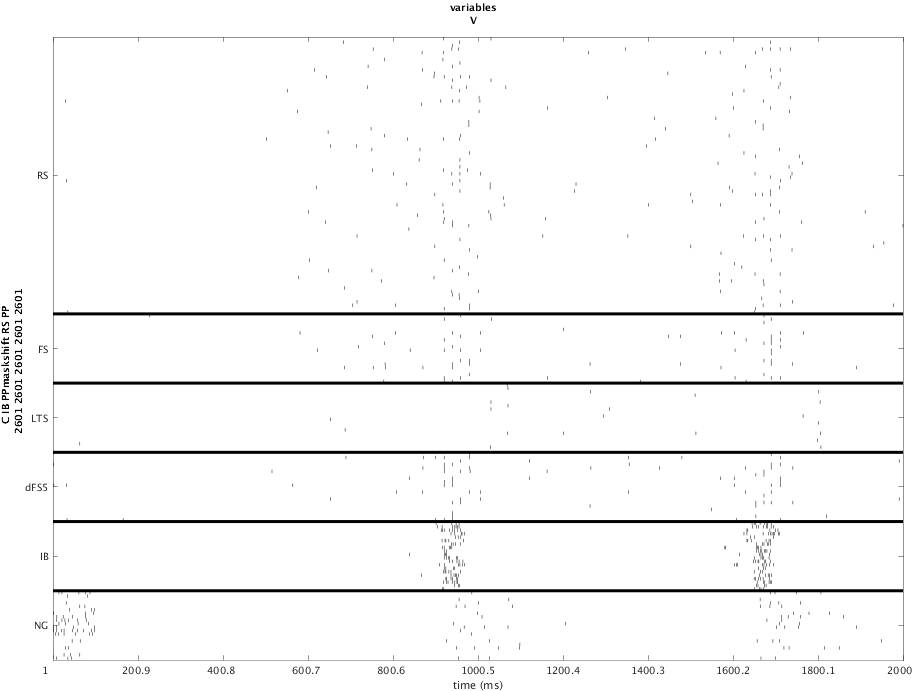 variables
V
C IB PPmaskshift RS PP
2601 2601 2601 2601 2601
RS
FS
LTS
dFS5
IB
NG
1 200.9 400.8 600.7 800.6 1000.5 1200.4 1400.3 1600.2 1800.1 2000
time (ms)